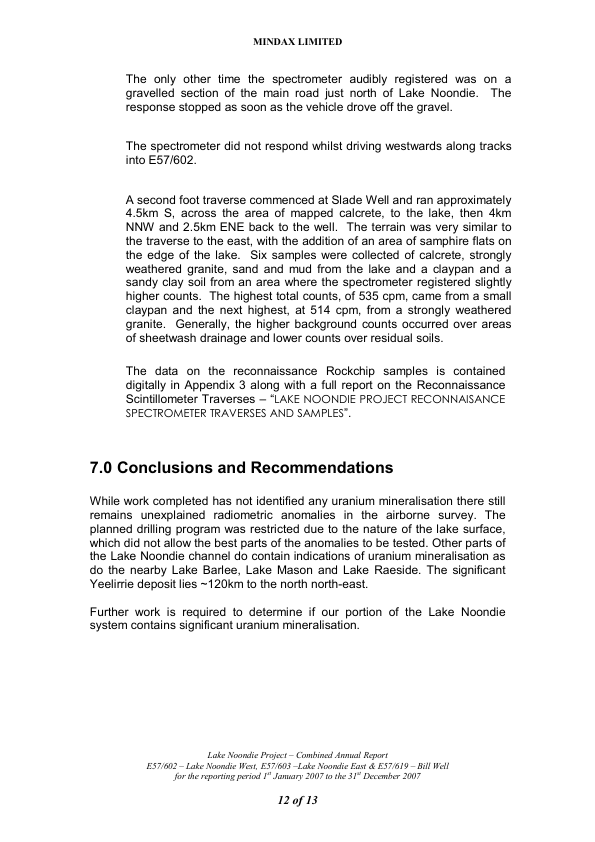 MINDAX LIMITED
The only other time the spectrometer audibly registered was on a
gravelled section of the main road just north of Lake Noondie. The
response stopped as soon as the vehicle drove off the gravel.
The spectrometer did not respond whilst driving westwards along tracks
into E57/602.
A second foot traverse commenced at Slade Well and ran approximately
4.5km S, across the area of mapped calcrete, to the lake, then 4km
NNW and 2.5km ENE back to the well. The terrain was very similar to
the traverse to the east, with the addition of an area of samphire flats on
the edge of the lake. Six samples were collected of calcrete, strongly
weathered granite, sand and mud from the lake and a claypan and a
sandy clay soil from an area where the spectrometer registered slightly
higher counts. The highest total counts, of 535 cpm, came from a small
claypan and the next highest, at 514 cpm, from a strongly weathered
granite. Generally, the higher background counts occurred over areas
of sheetwash drainage and lower counts over residual soils.
The data on the reconnaissance Rockchip samples is contained
digitally in Appendix 3 along with a full report on the Reconnaissance
Scintillometer Traverses – “LAKE NOONDIE PROJECT RECONNAISANCE
SPECTROMETER TRAVERSES AND SAMPLES”.
7.0 Conclusions and Recommendations
While work completed has not identified any uranium mineralisation there still
remains unexplained radiometric anomalies in the airborne survey. The
planned drilling program was restricted due to the nature of the lake surface,
which did not allow the best parts of the anomalies to be tested. Other parts of
the Lake Noondie channel do contain indications of uranium mineralisation as
do the nearby Lake Barlee, Lake Mason and Lake Raeside. The significant
Yeelirrie deposit lies ~120km to the north north-east.
Further work is required to determine if our portion of the Lake Noondie
system contains significant uranium mineralisation.
Lake Noondie Project – Combined Annual Report
E57/602 – Lake Noondie West, E57/603 –Lake Noondie East & E57/619 – Bill Well
for the reporting period 1st January 2007 to the 31st December 2007
12 of 13